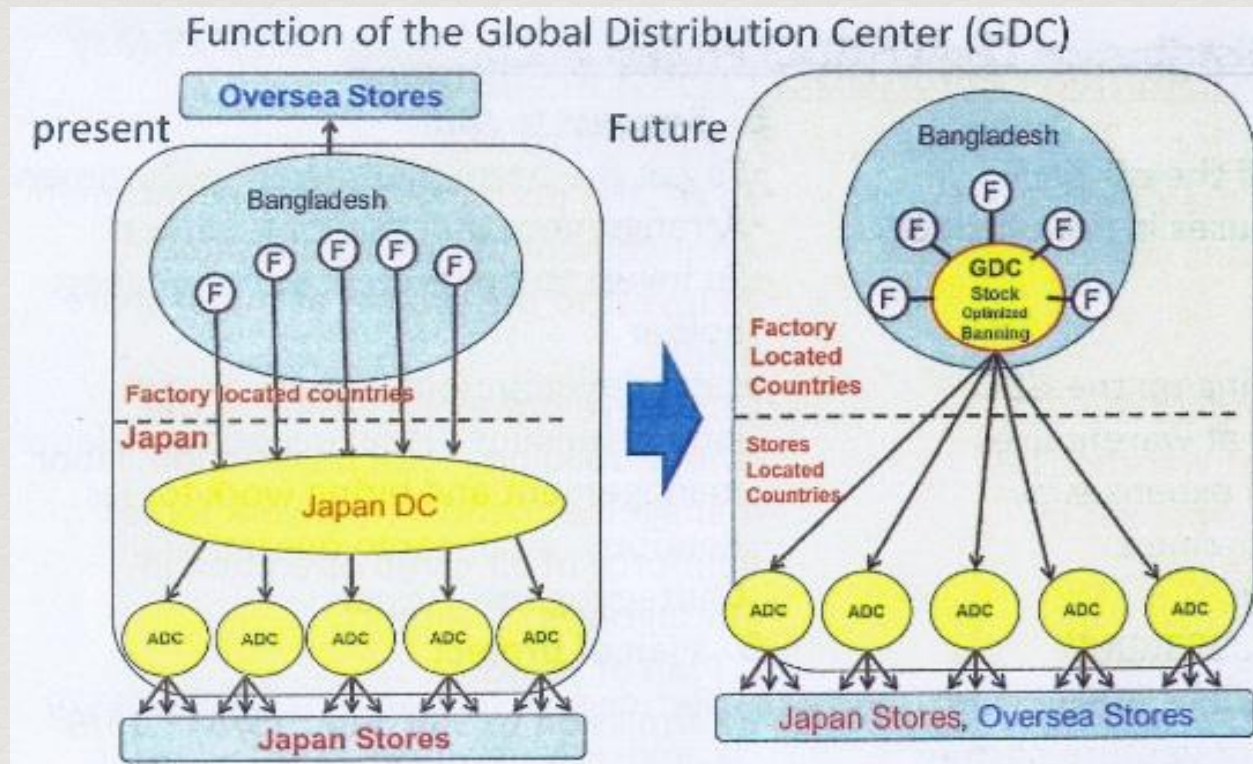 Function of the Global Distribution Center (GDC)
Oversea Stores
present
Bangladesh
F
F
F
F
F
Factory located countries
Japan
Japan DC
ADC
ADC
ADC
ADC
ADC
Japan Stores
Future
Bangladesh
F
F
F
F
F
GDC
Stock
Optimized
Banning
Factory
Located
Countries
Stores
Located
Countries
ADC
ADC
ADC
ADC
ADC
Japan Stores, Oversea Stores